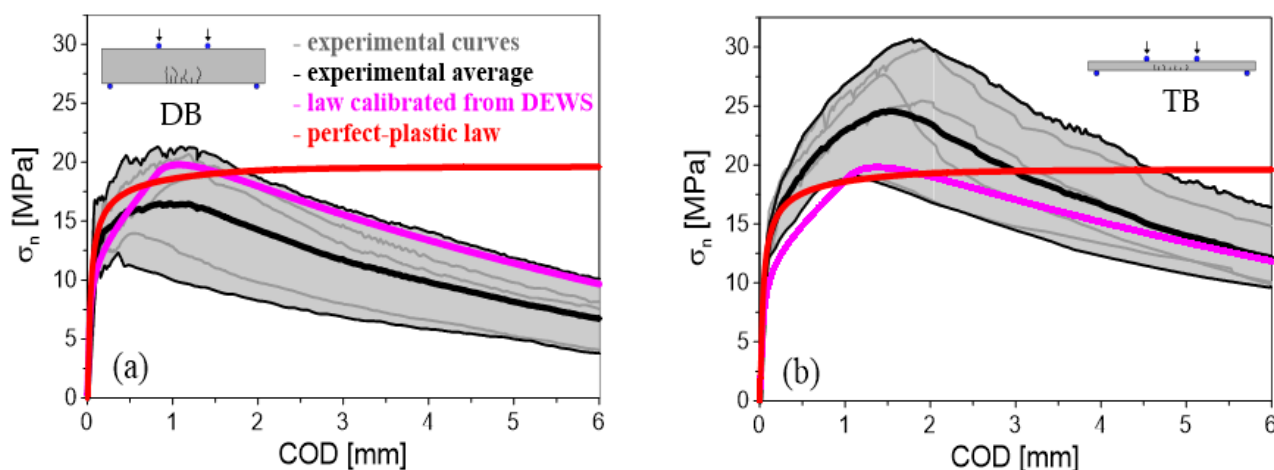 DB
- experimental curves
- experimental average
- law calibrated from DEWS
- perfect-plastic law
σn [MPa]
30
25
20
15
10
5
0
(a)
0 1 2 3 4 5 6
COD [mm]
TB
σn [MPa]
30
25
20
15
10
5
0
(b)
0 1 2 3 4 5 6
COD [mm]